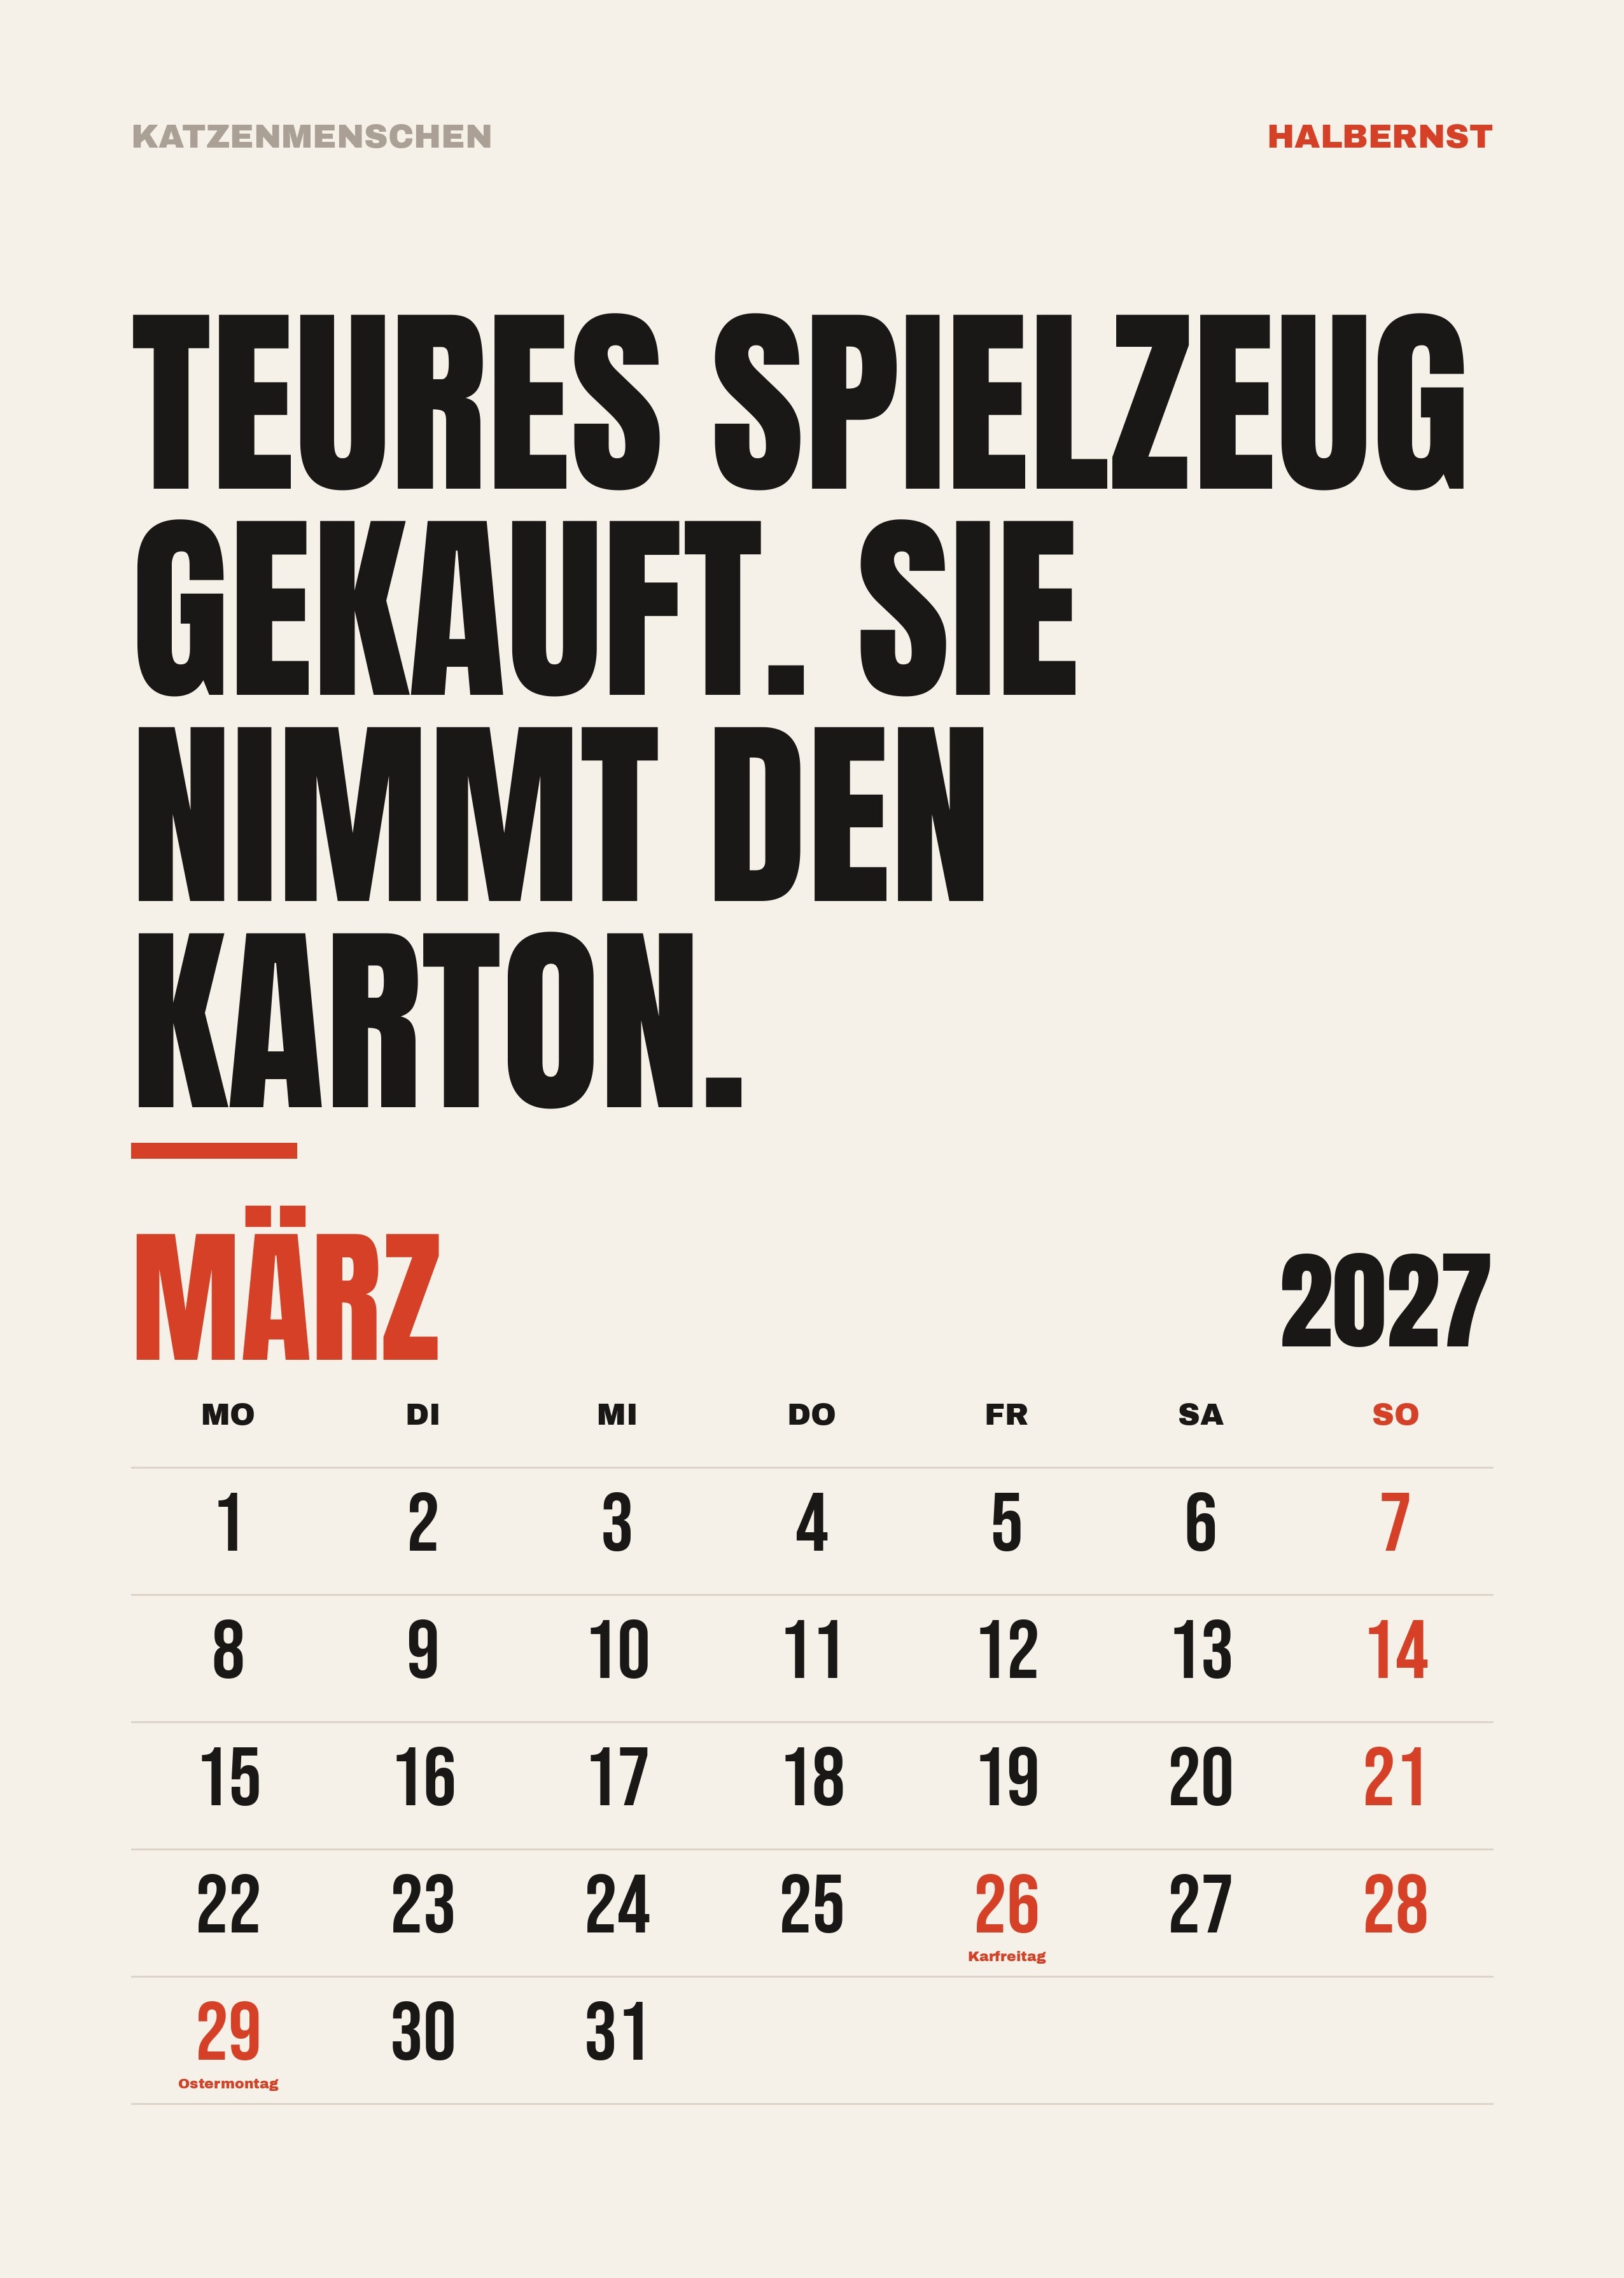 KATZENMENSCHEN HALBERNST
TEURES SPIELZEUG
GEKAUFT. SIE
NIMMT DEN
KARTON.
MÄRZ 2027
MO DI MI DO FR SA SO
1 2 3 4 5 6 7
8 9 10 11 12 13 14
15 16 17 18 19 20 21
22 23 24 25 26 27 28
Karfreitag
29 30 31
Ostermontag